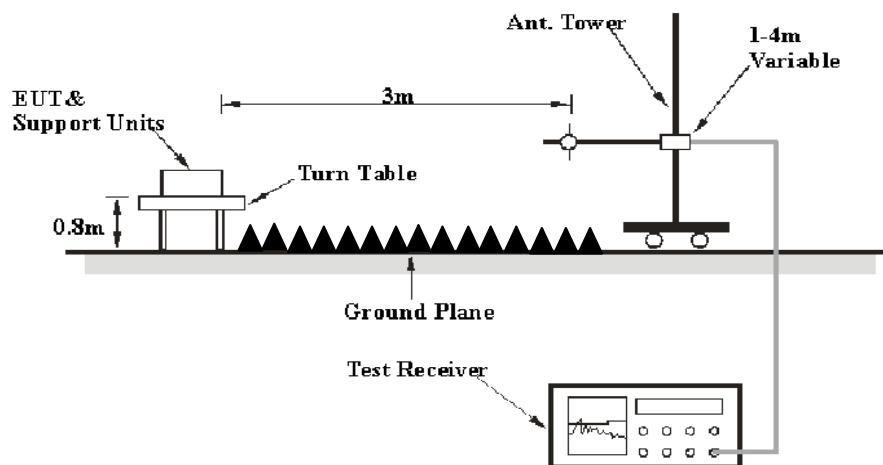 Ant. Tower
1-4m
Variable
3m
EUT&
Support Units
Turn Table
0.8m
Ground Plane
Test Receiver